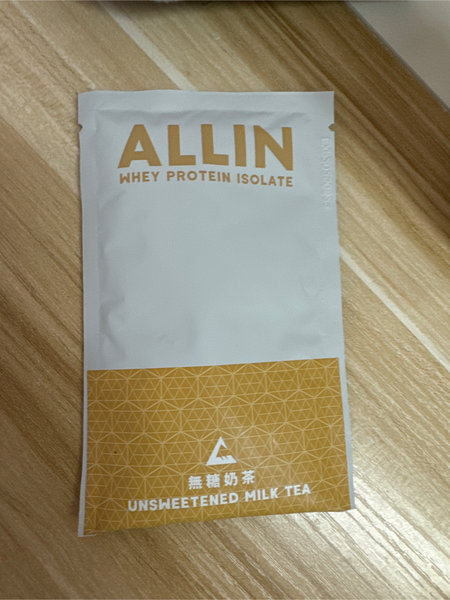 ALLIN
WHEY PROTEIN ISOLATE
無糖奶茶
UNSWEETENED MILK TEA